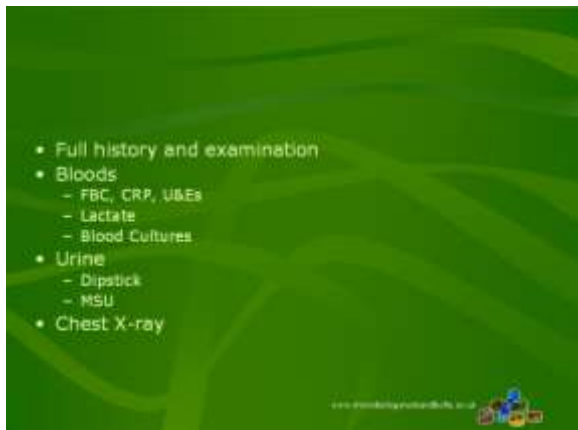 • Full history and examination
• Bloods
– FBC, CRP, U&Es
– Lactate
– Blood Cultures
• Urine
– Dipstick
– MSU
• Chest X-ray